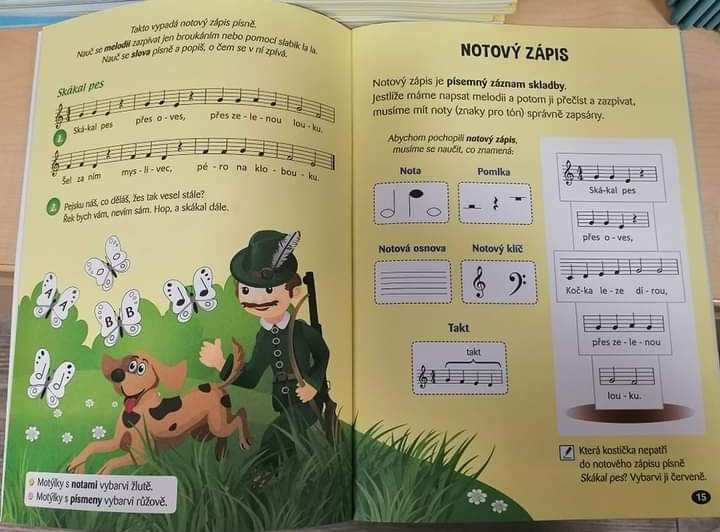 Takto vypadá notový zápis písně.
Nauč se melodii zazpívat jen broukáním nebo pomocí slabik la la.
Nauč se slova písně a popiš, o čem se v ní zpívá.
Skákal pes
1.
Ská-kal pes přes o-ves, přes ze-le-nou lou-ku.
Šel za ním mys-li-vec, pé-ro na klo-bou-ku.
2. Pejsku náš, co děláš, žes tak vesel stále?
Řek bych vám, nevím sám. Hop, a skákal dále.
A A
B B
Motýlky s notami vybarvi žlutě.
Motýlky s písmeny vybarvi růžově.
NOTOVÝ ZÁPIS
Notový zápis je písemný záznam skladby.
Jestliže máme napsat melodii a potom ji přečíst a zazpívat,
musíme mít noty (znaky pro tón) správně zapsány.
Abychom pochopili notový zápis,
musíme se naučit, co znamená:
Nota
Pomlka
Notová osnova
Notový klíč
Takt
takt
Ská-kal pes
přes o-ves,
Koč-ka le-ze dí-rou,
přes ze-le-nou
lou-ku.
Která kostička nepatří
do notového zápisu písně
Skákal pes? Vybarvi ji červeně.
15